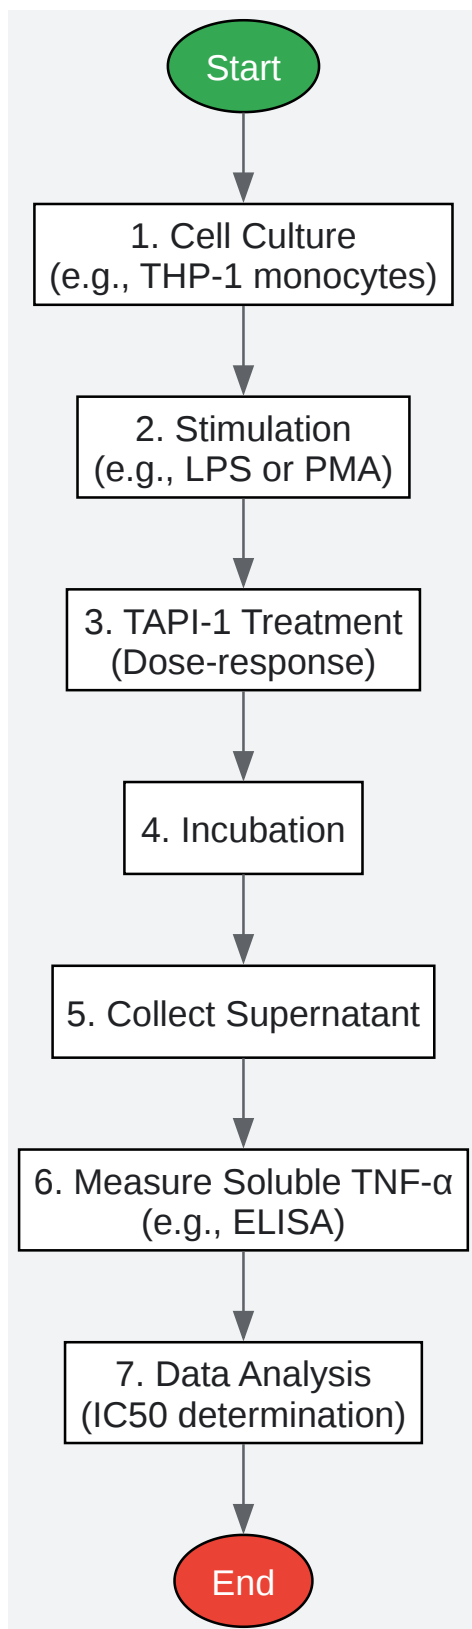 Start
1. Cell Culture
(e.g., THP-1 monocytes)
2. Stimulation
(e.g., LPS or PMA)
3. TAPI-1 Treatment
(Dose-response)
4. Incubation
5. Collect Supernatant
6. Measure Soluble TNF-α
(e.g., ELISA)
7. Data Analysis
(IC50 determination)
End